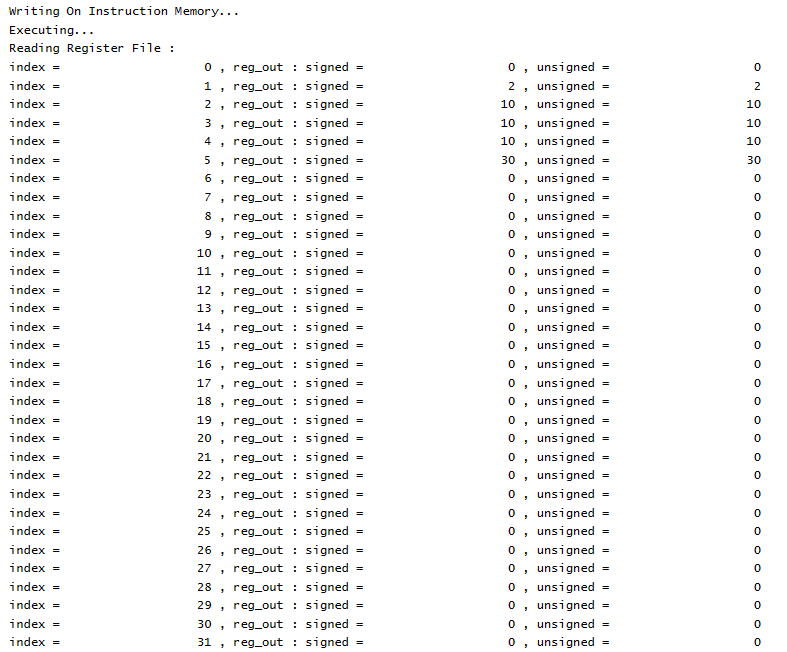 Writing On Instruction Memory...
Executing...
Reading Register File :
index =                    0 , reg_out : signed =                    0 , unsigned =                    0
index =                    1 , reg_out : signed =                    2 , unsigned =                    2
index =                    2 , reg_out : signed =                   10 , unsigned =                   10
index =                    3 , reg_out : signed =                   10 , unsigned =                   10
index =                    4 , reg_out : signed =                   10 , unsigned =                   10
index =                    5 , reg_out : signed =                   30 , unsigned =                   30
index =                    6 , reg_out : signed =                    0 , unsigned =                    0
index =                    7 , reg_out : signed =                    0 , unsigned =                    0
index =                    8 , reg_out : signed =                    0 , unsigned =                    0
index =                    9 , reg_out : signed =                    0 , unsigned =                    0
index =                   10 , reg_out : signed =                    0 , unsigned =                    0
index =                   11 , reg_out : signed =                    0 , unsigned =                    0
index =                   12 , reg_out : signed =                    0 , unsigned =                    0
index =                   13 , reg_out : signed =                    0 , unsigned =                    0
index =                   14 , reg_out : signed =                    0 , unsigned =                    0
index =                   15 , reg_out : signed =                    0 , unsigned =                    0
index =                   16 , reg_out : signed =                    0 , unsigned =                    0
index =                   17 , reg_out : signed =                    0 , unsigned =                    0
index =                   18 , reg_out : signed =                    0 , unsigned =                    0
index =                   19 , reg_out : signed =                    0 , unsigned =                    0
index =                   20 , reg_out : signed =                    0 , unsigned =                    0
index =                   21 , reg_out : signed =                    0 , unsigned =                    0
index =                   22 , reg_out : signed =                    0 , unsigned =                    0
index =                   23 , reg_out : signed =                    0 , unsigned =                    0
index =                   24 , reg_out : signed =                    0 , unsigned =                    0
index =                   25 , reg_out : signed =                    0 , unsigned =                    0
index =                   26 , reg_out : signed =                    0 , unsigned =                    0
index =                   27 , reg_out : signed =                    0 , unsigned =                    0
index =                   28 , reg_out : signed =                    0 , unsigned =                    0
index =                   29 , reg_out : signed =                    0 , unsigned =                    0
index =                   30 , reg_out : signed =                    0 , unsigned =                    0
index =                   31 , reg_out : signed =                    0 , unsigned =                    0